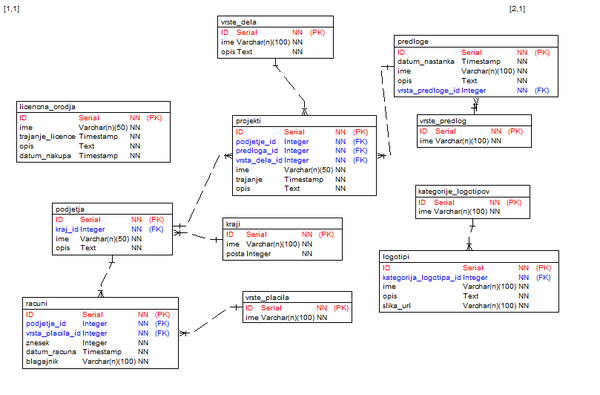 [1,1]
[2,1]
vrste_dela
ID Serial NN (PK)
ime Varchar(n)(100) NN
opis Text NN
predloge
ID Serial NN (PK)
datum_nastanka Timestamp NN
ime Varchar(n)(100) NN
opis Text NN
vrsta_predloge_id Integer NN (FK)
licencna_orodja
ID Serial NN (PK)
ime Varchar(n)(50) NN
trajanje_licence Timestamp NN
opis Text NN
datum_nakupa Timestamp NN
projekti
ID Serial NN (PK)
podjetje_id Integer NN (FK)
predloga_id Integer NN (FK)
vrsta_dela_id Integer NN (FK)
ime Varchar(n)(50) NN
trajanje Timestamp NN
opis Text NN
vrste_predlog
ID Serial NN (PK)
ime Varchar(n)(100) NN
kategorije_logotipov
ID Serial NN (PK)
ime Varchar(n)(100) NN
podjetja
ID Serial NN (PK)
kraj_id Integer NN (FK)
ime Varchar(n)(50) NN
opis Text NN
kraji
ID Serial NN (PK)
ime Varchar(n)(100) NN
posta Integer NN
logotipi
ID Serial NN (PK)
kategorija_logotipa_id Integer NN (FK)
ime Varchar(n)(100) NN
opis Text NN
slika_url Varchar(n)(100) NN
racuni
ID Serial NN (PK)
podjetje_id Integer NN (FK)
vrsta_placila_id Integer NN (FK)
znesek Integer NN
datum_racuna Timestamp NN
blagajnik Varchar(n)(100) NN
vrste_placila
ID Serial NN (PK)
ime Varchar(n)(100) NN